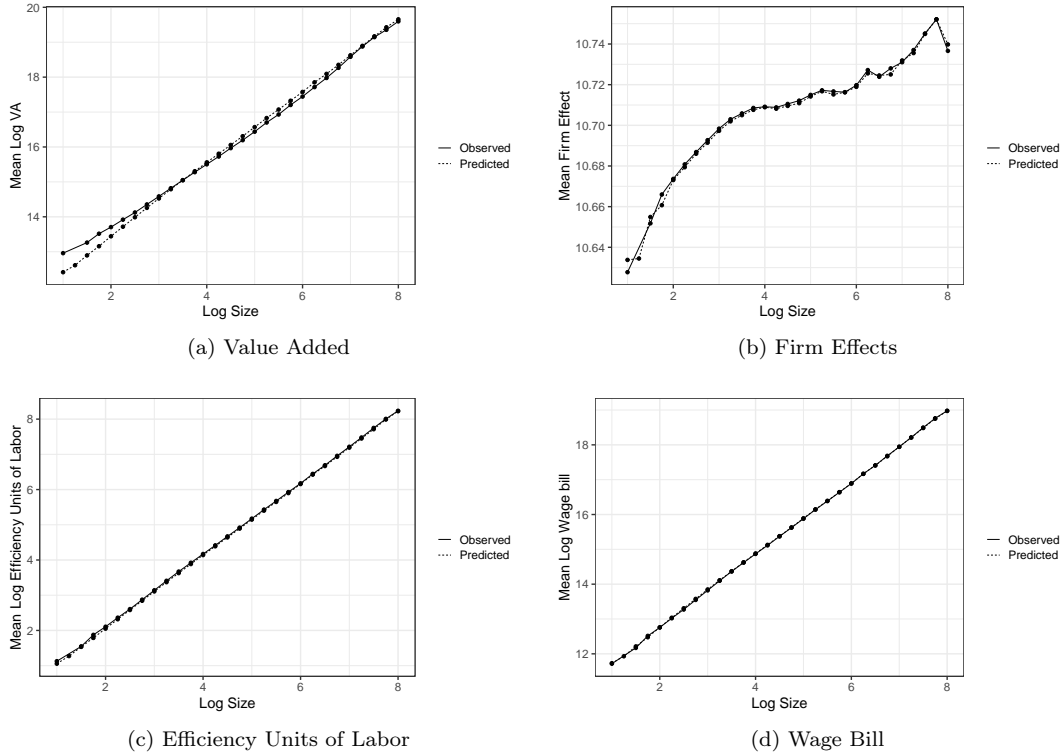 20
18
16
14
2
4
6
8
Mean Log VA
Log Size
Observed
Predicted
(a) Value Added
10.74
10.72
10.70
10.68
10.66
10.64
2
4
6
8
Mean Firm Effect
Log Size
Observed
Predicted
(b) Firm Effects
8
6
4
2
2
4
6
8
Mean Log Efficiency Units of Labor
Log Size
Observed
Predicted
(c) Efficiency Units of Labor
18
16
14
12
2
4
6
8
Mean Log Wage bill
Log Size
Observed
Predicted
(d) Wage Bill